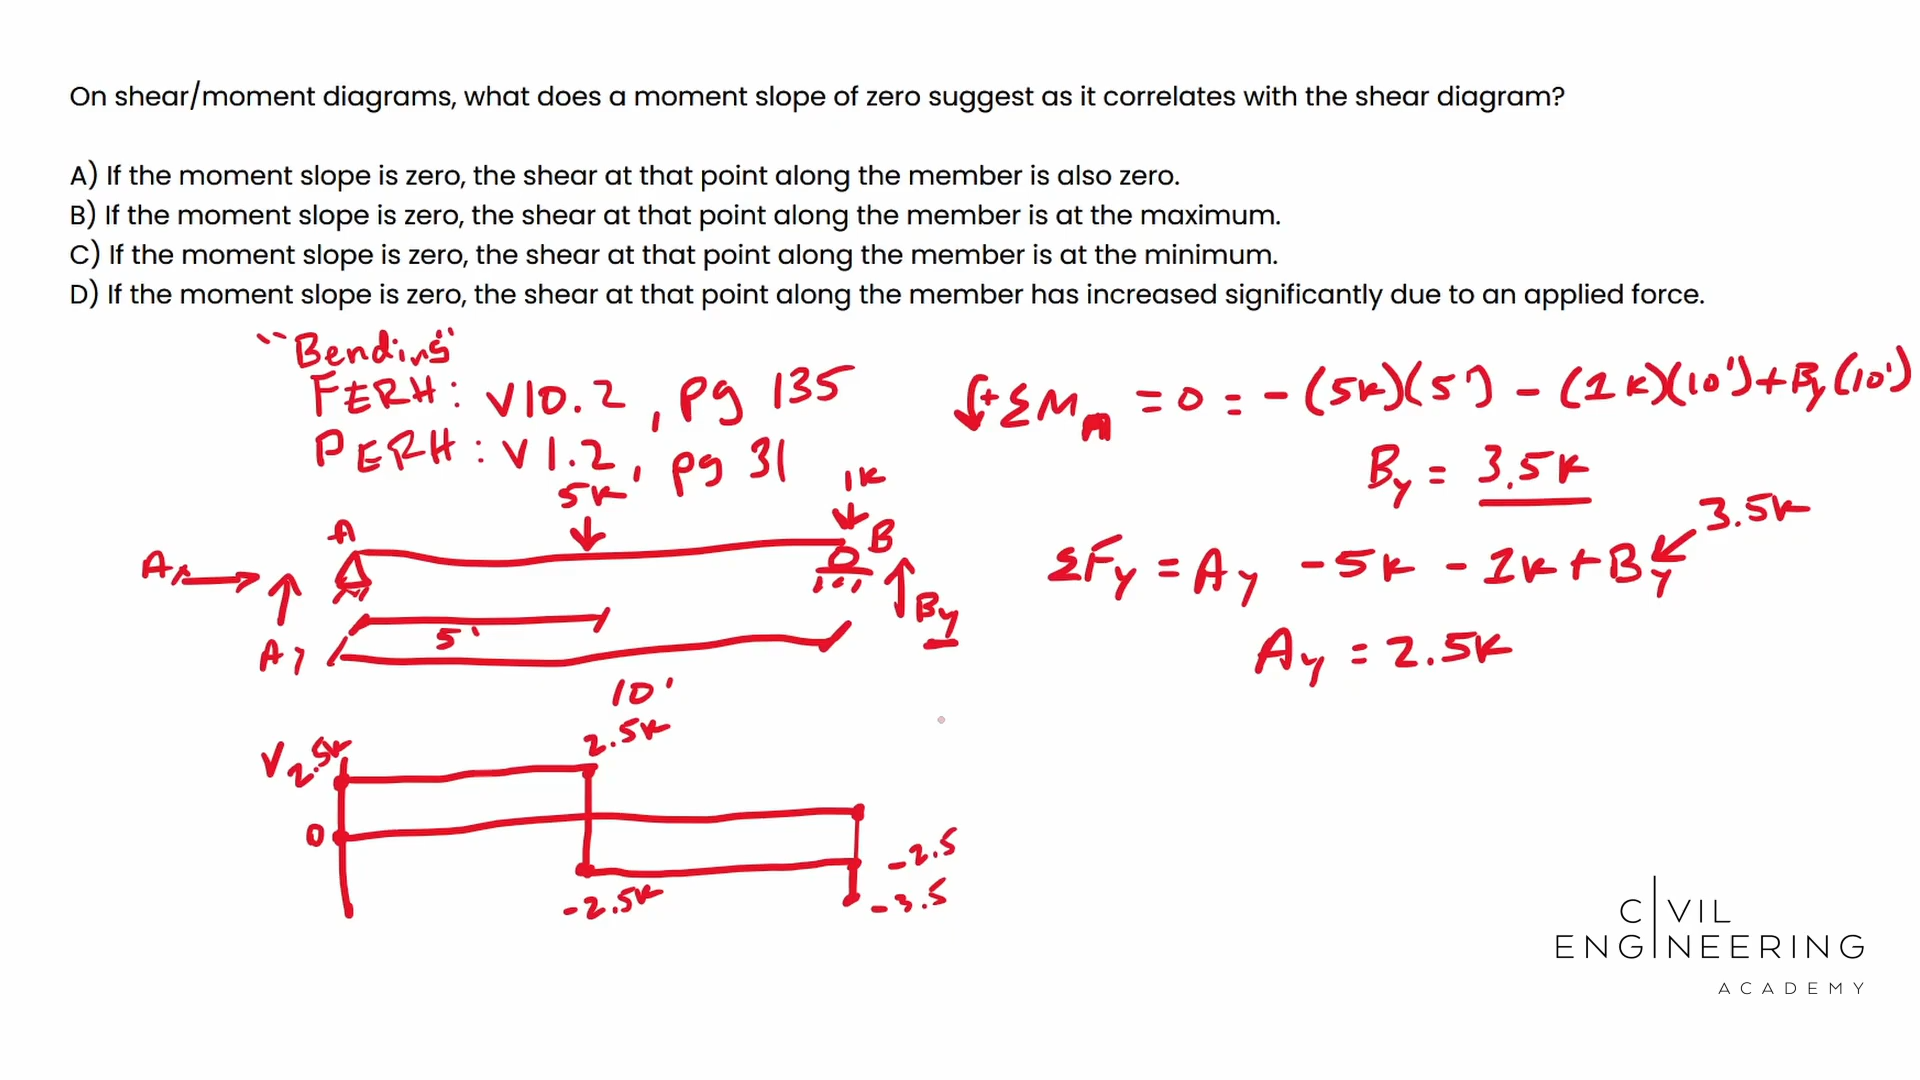 On shear/moment diagrams, what does a moment slope of zero suggest as it correlates with the shear diagram?
A) If the moment slope is zero, the shear at that point along the member is also zero.
B) If the moment slope is zero, the shear at that point along the member is at the maximum.
C) If the moment slope is zero, the shear at that point along the member is at the minimum.
D) If the moment slope is zero, the shear at that point along the member has increased significantly due to an applied force.
"Bending"
FERH: V10.2, pg 135
PERH: V1.2, pg 31
+ΣM_A = 0 = -(5k)(5') - (1k)(10') + By(10')
By = 3.5k
3.5k
ΣFy = Ay - 5k - 1k + By
Ay = 2.5k
5k
1k
A
B
Ax
Ay
By
5'
10'
V
2.5k
2.5k
0
-2.5k
-2.5
-3.5
CIVIL
ENGINEERING
ACADEMY